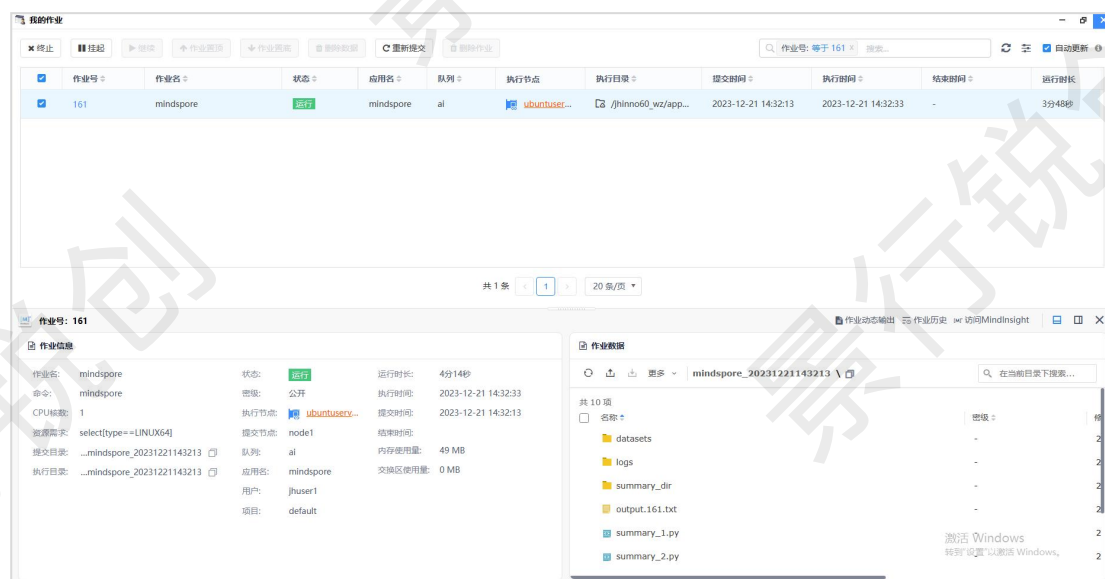 我的作业
终止 挂起 继续 作业置顶 作业置底 删除数据 重新提交 删除作业 作业号: 等于 161 × 搜索... 自动更新
作业号 作业名 状态 应用名 队列 执行节点 执行目录 提交时间 执行时间 结束时间 运行时长
161 mindspore 运行 mindspore ai ubuntuser... /jhinno60_wz/app... 2023-12-21 14:32:13 2023-12-21 14:32:33 - 3分48秒
共 1 条 1 20 条/页
作业号: 161 作业动态输出 作业历史 访问MindInsight
作业信息
作业名: mindspore 状态: 运行 运行时长: 4分14秒
命令: mindspore 密级: 公开 执行时间: 2023-12-21 14:32:33
CPU核数: 1 执行节点: ubuntuserv... 提交时间: 2023-12-21 14:32:13
资源需求: select[type==LINUX64] 提交节点: node1 结束时间:
提交目录: ...mindspore_20231221143213 队列: ai 内存使用量: 49 MB
执行目录: ...mindspore_20231221143213 应用名: mindspore 交换区使用量: 0 MB
用户: jhuser1
项目: default
作业数据
更多 mindspore_20231221143213 \ 在当前目录下搜索...
共 10 项
名称 密级 修
datasets - 2
logs - 2
summary_dir - 2
output.161.txt - 2
summary_1.py - 2
summary_2.py - 2
激活 Windows
转到"设置"以激活 Windows。
锐创
景行锐创